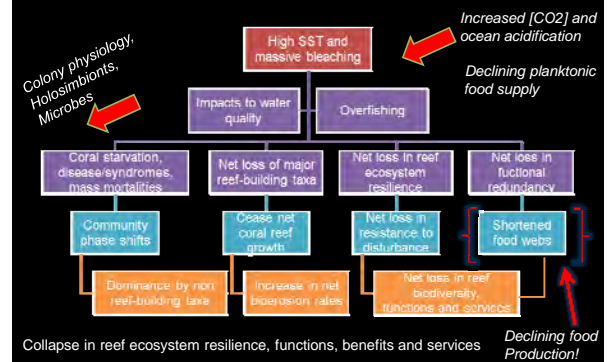 Increased [CO2] and
ocean acidification
Declining planktonic
food supply
Colony physiology,
Holosimbionts,
Microbes
High SST and
massive bleaching
Impacts to water
quality
Overfishing
Coral starvation,
disease/syndromes,
mass mortalities
Net loss of major
reef-building taxa
Net loss in reef
ecosystem
resilience
Net loss in
fuctional
redundancy
Community
phase shifts
Cease net
coral reef
growth
Net loss in
resistance to
disturbance
Shortened
food webs
Dominance by non
reef-building taxa
Increase in net
bioerosion rates
Net loss in reef
biodiversity,
functions and services
Declining food
Production!
Collapse in reef ecosystem resilience, functions, benefits and services